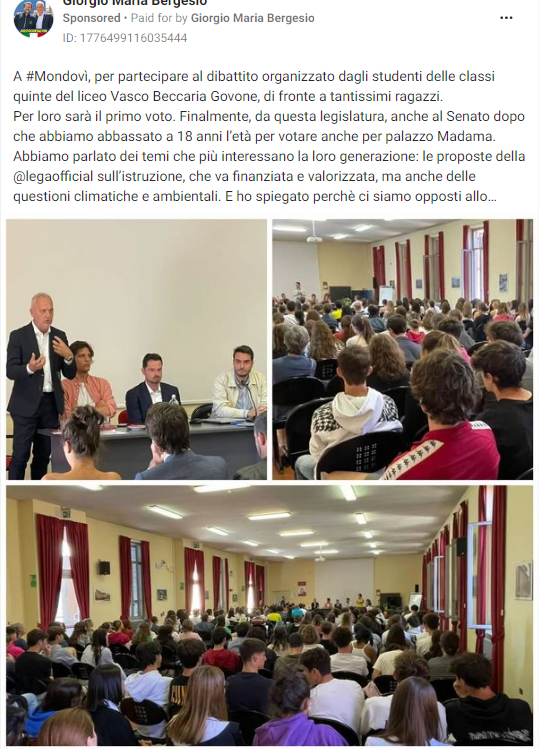 Giorgio Maria Bergesio
Sponsored • Paid for by Giorgio Maria Bergesio
ID: 1776499116035444
A #Mondovì, per partecipare al dibattito organizzato dagli studenti delle classi
quinte del liceo Vasco Beccaria Govone, di fronte a tantissimi ragazzi.
Per loro sarà il primo voto. Finalmente, da questa legislatura, anche al Senato dopo
che abbiamo abbassato a 18 anni l'età per votare anche per palazzo Madama.
Abbiamo parlato dei temi che più interessano la loro generazione: le proposte della
@legaofficial sull'istruzione, che va finanziata e valorizzata, ma anche delle
questioni climatiche e ambientali. E ho spiegato perchè ci siamo opposti allo...